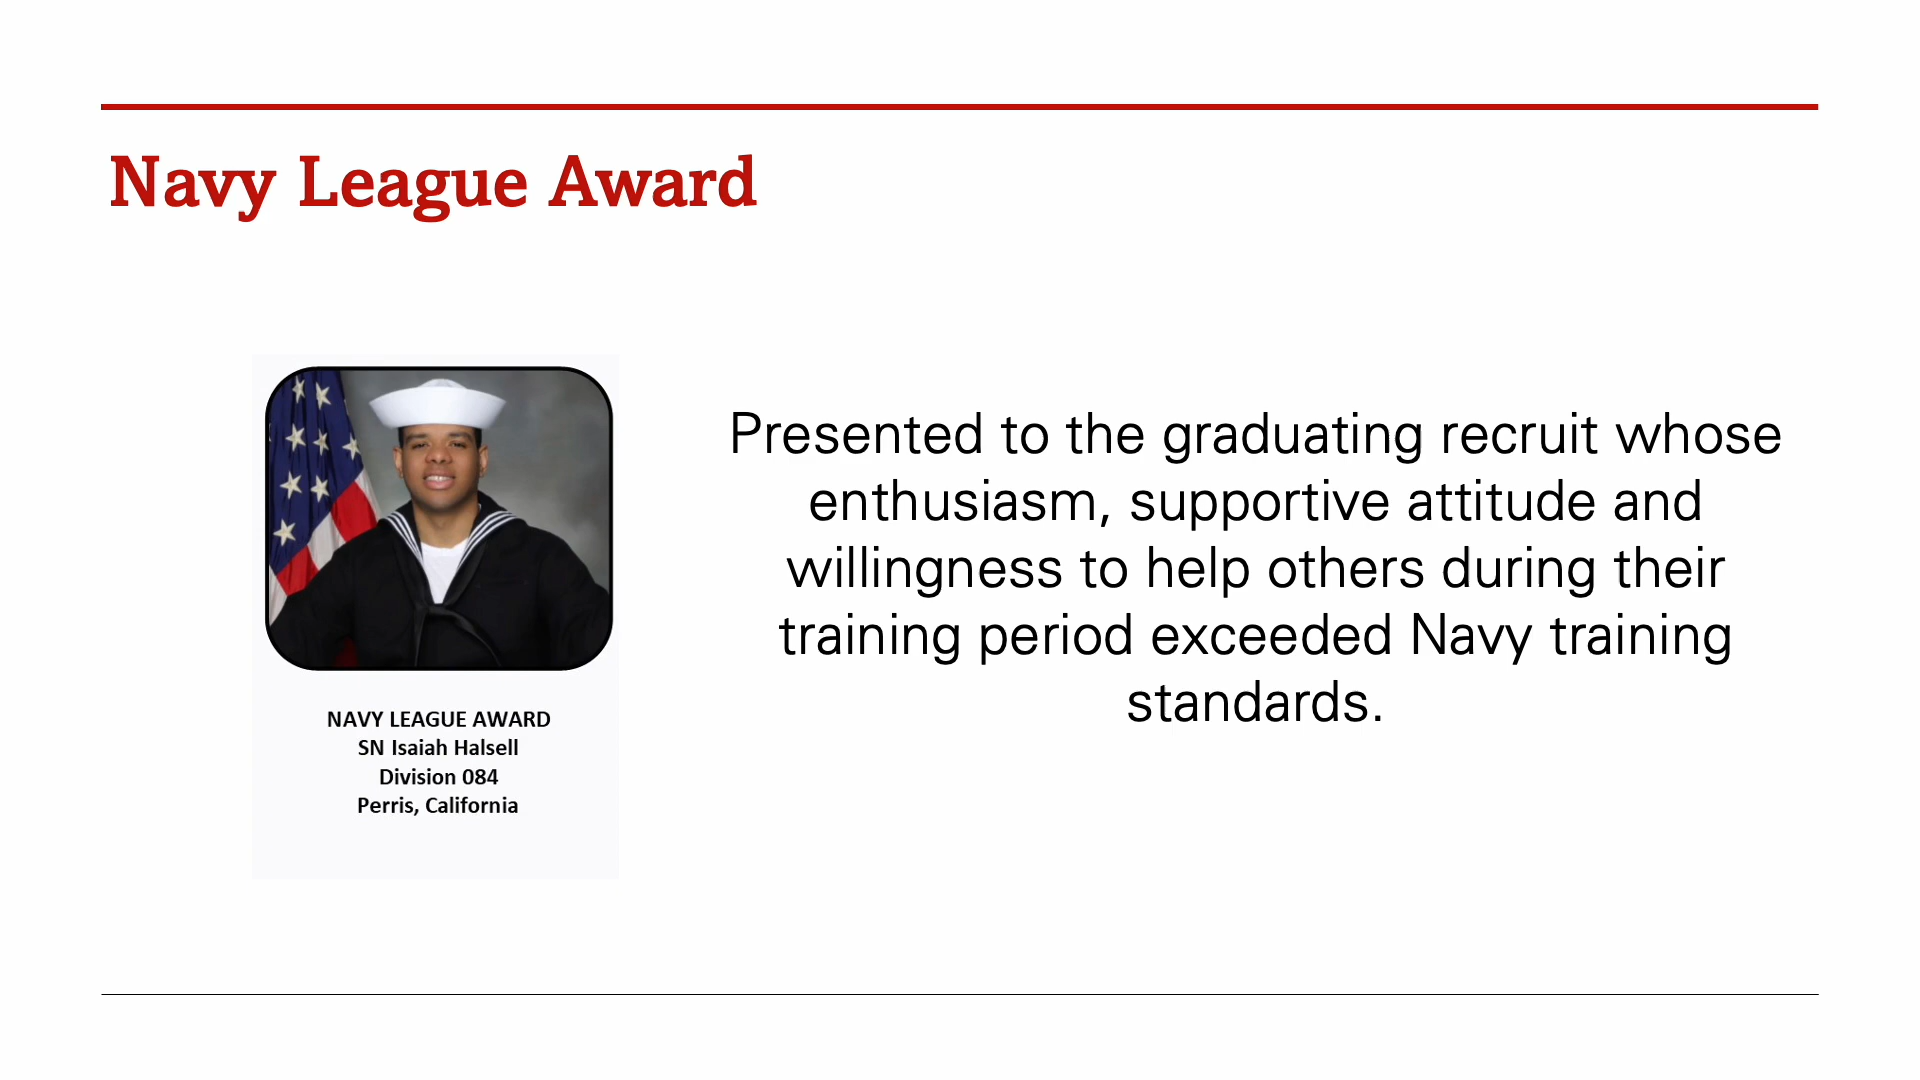 Navy League Award
NAVY LEAGUE AWARD
SN Isaiah Halsell
Division 084
Perris, California
Presented to the graduating recruit whose
enthusiasm, supportive attitude and
willingness to help others during their
training period exceeded Navy training
standards.